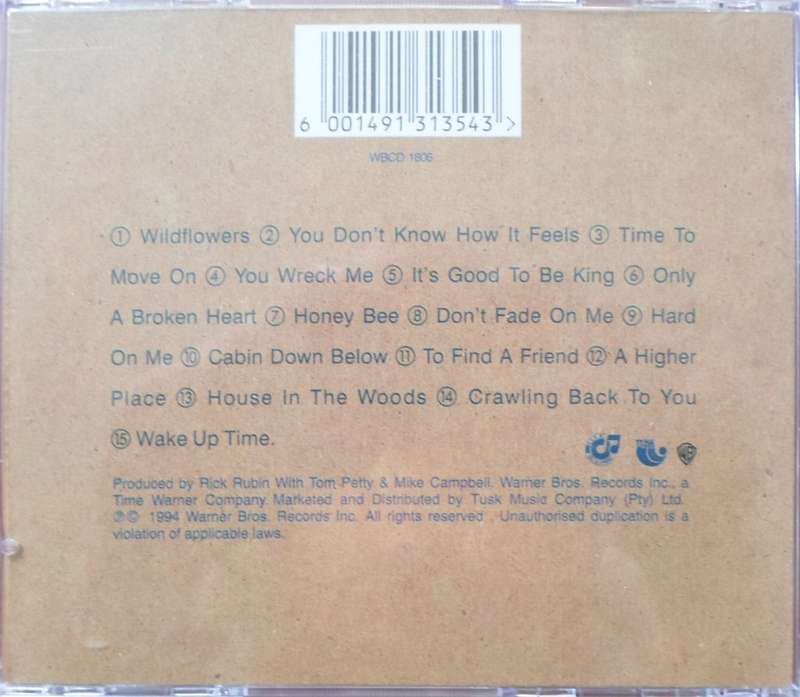 6 001491 313543 >
WBCD 1806
① Wildflowers ② You Don't Know How It Feels ③ Time To
Move On ④ You Wreck Me ⑤ It's Good To Be King ⑥ Only
A Broken Heart ⑦ Honey Bee ⑧ Don't Fade On Me ⑨ Hard
On Me ⑩ Cabin Down Below ⑪ To Find A Friend ⑫ A Higher
Place ⑬ House In The Woods ⑭ Crawling Back To You
⑮ Wake Up Time.
Produced by Rick Rubin With Tom Petty & Mike Campbell. Warner Bros. Records Inc., a
Time Warner Company. Marketed and Distributed by Tusk Music Company (Pty) Ltd.
℗© 1994 Warner Bros. Records Inc. All rights reserved . Unauthorised duplication is a
violation of applicable laws.